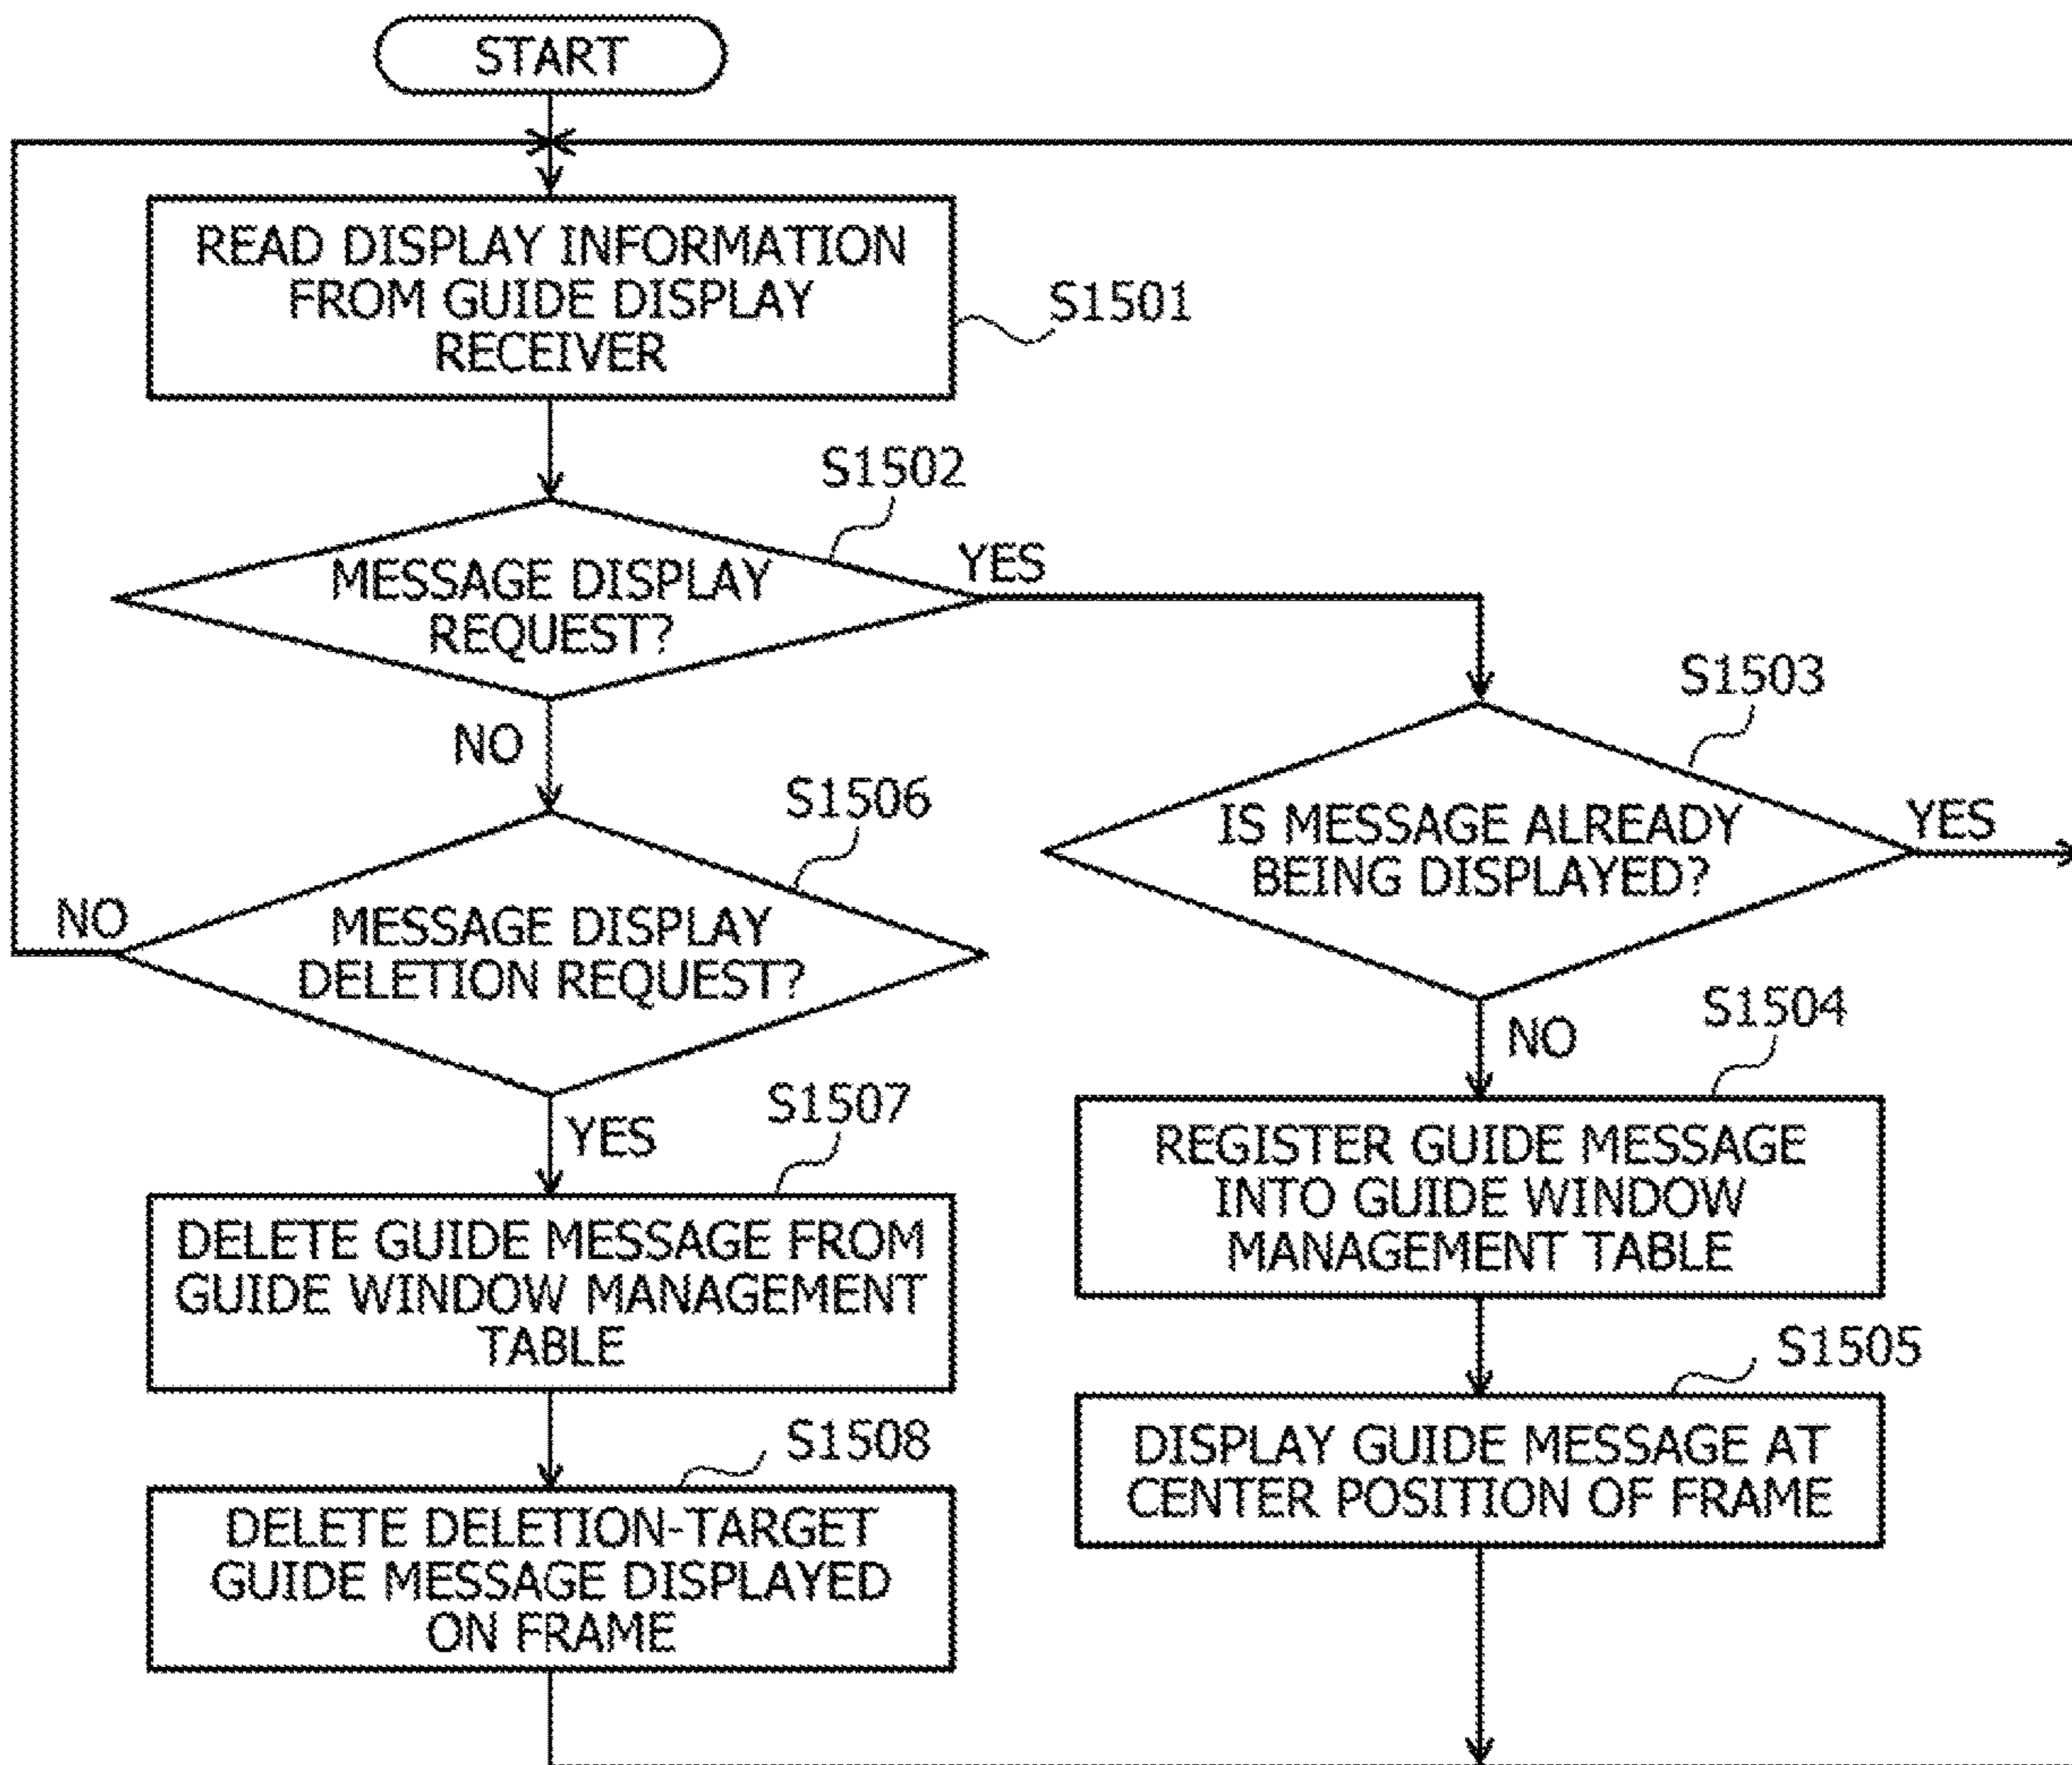 START
READ DISPLAY INFORMATION
FROM GUIDE DISPLAY
RECEIVER
S1501
S1502
MESSAGE DISPLAY
REQUEST?
YES
NO
S1503
IS MESSAGE ALREADY
BEING DISPLAYED?
YES
NO
S1504
REGISTER GUIDE MESSAGE
INTO GUIDE WINDOW
MANAGEMENT TABLE
S1505
DISPLAY GUIDE MESSAGE AT
CENTER POSITION OF FRAME
S1506
MESSAGE DISPLAY
DELETION REQUEST?
NO
YES
S1507
DELETE GUIDE MESSAGE FROM
GUIDE WINDOW MANAGEMENT
TABLE
S1508
DELETE DELETION-TARGET
GUIDE MESSAGE DISPLAYED
ON FRAME